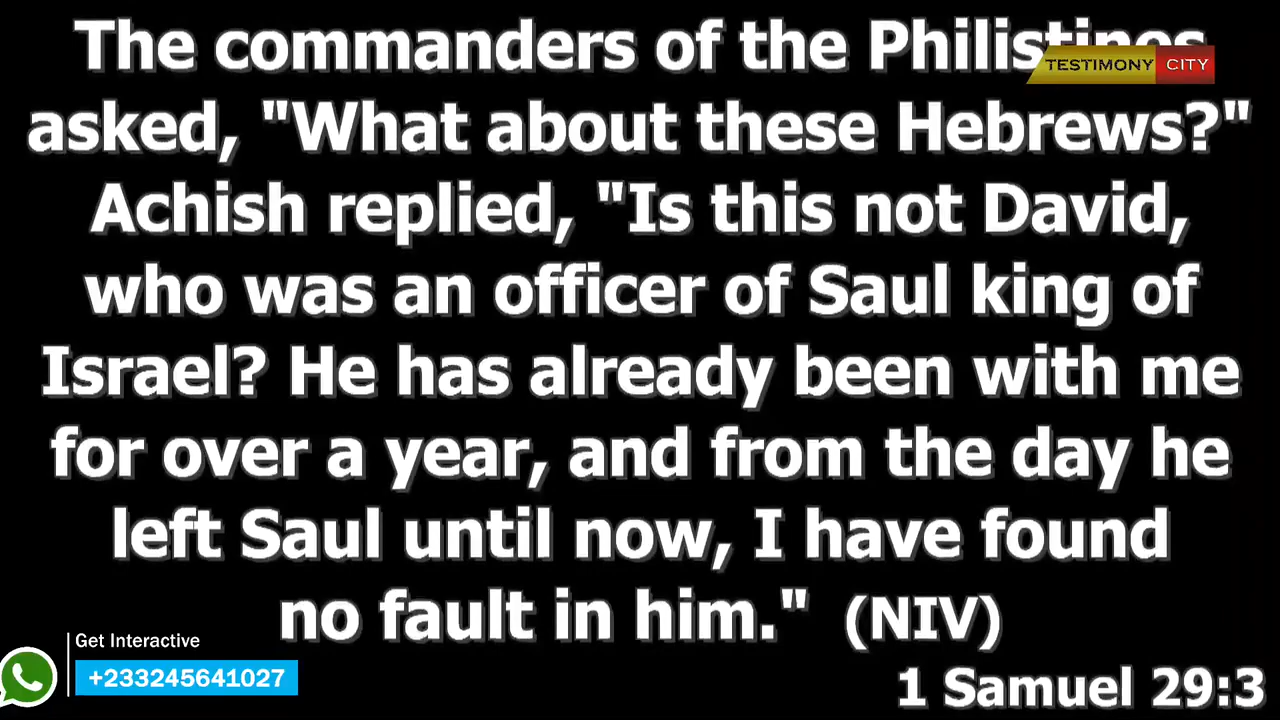 The commanders of the Philistines
TESTIMONY CITY
asked, "What about these Hebrews?"
Achish replied, "Is this not David,
who was an officer of Saul king of
Israel? He has already been with me
for over a year, and from the day he
left Saul until now, I have found
no fault in him." (NIV)
Get Interactive
+233245641027
1 Samuel 29:3